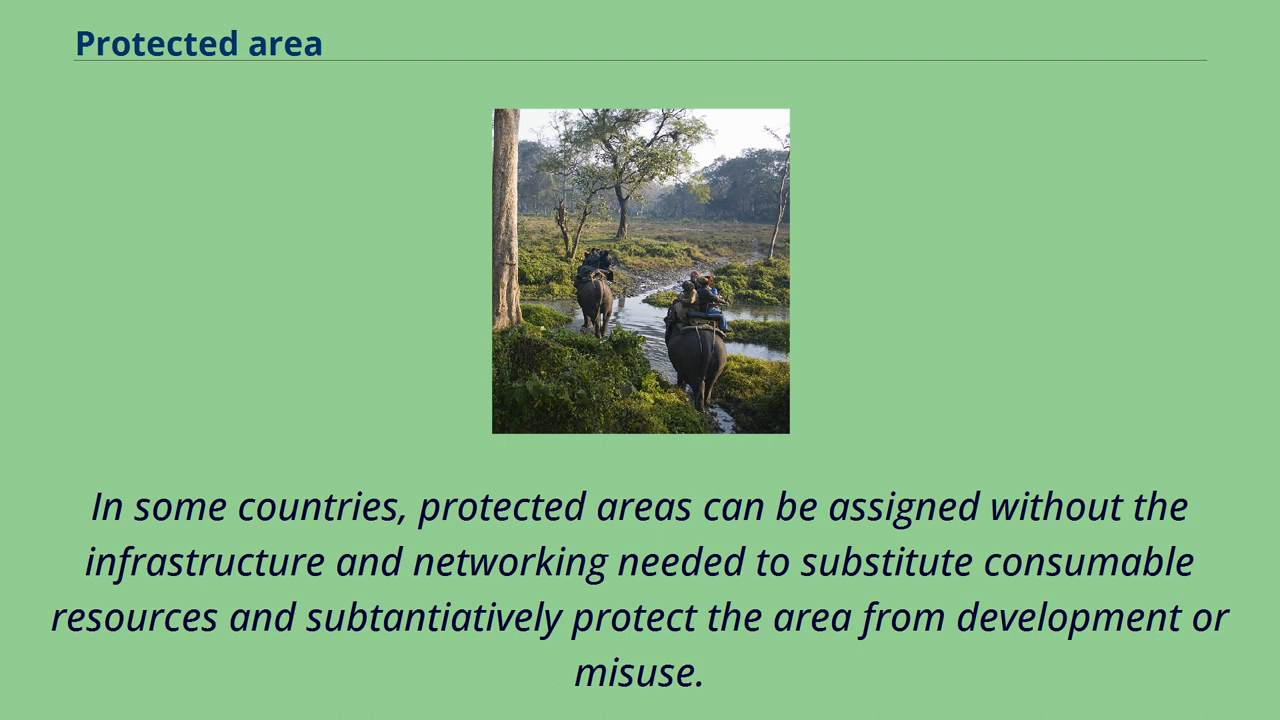 Protected area
In some countries, protected areas can be assigned without the
infrastructure and networking needed to substitute consumable
resources and subtantiatively protect the area from development or
misuse.